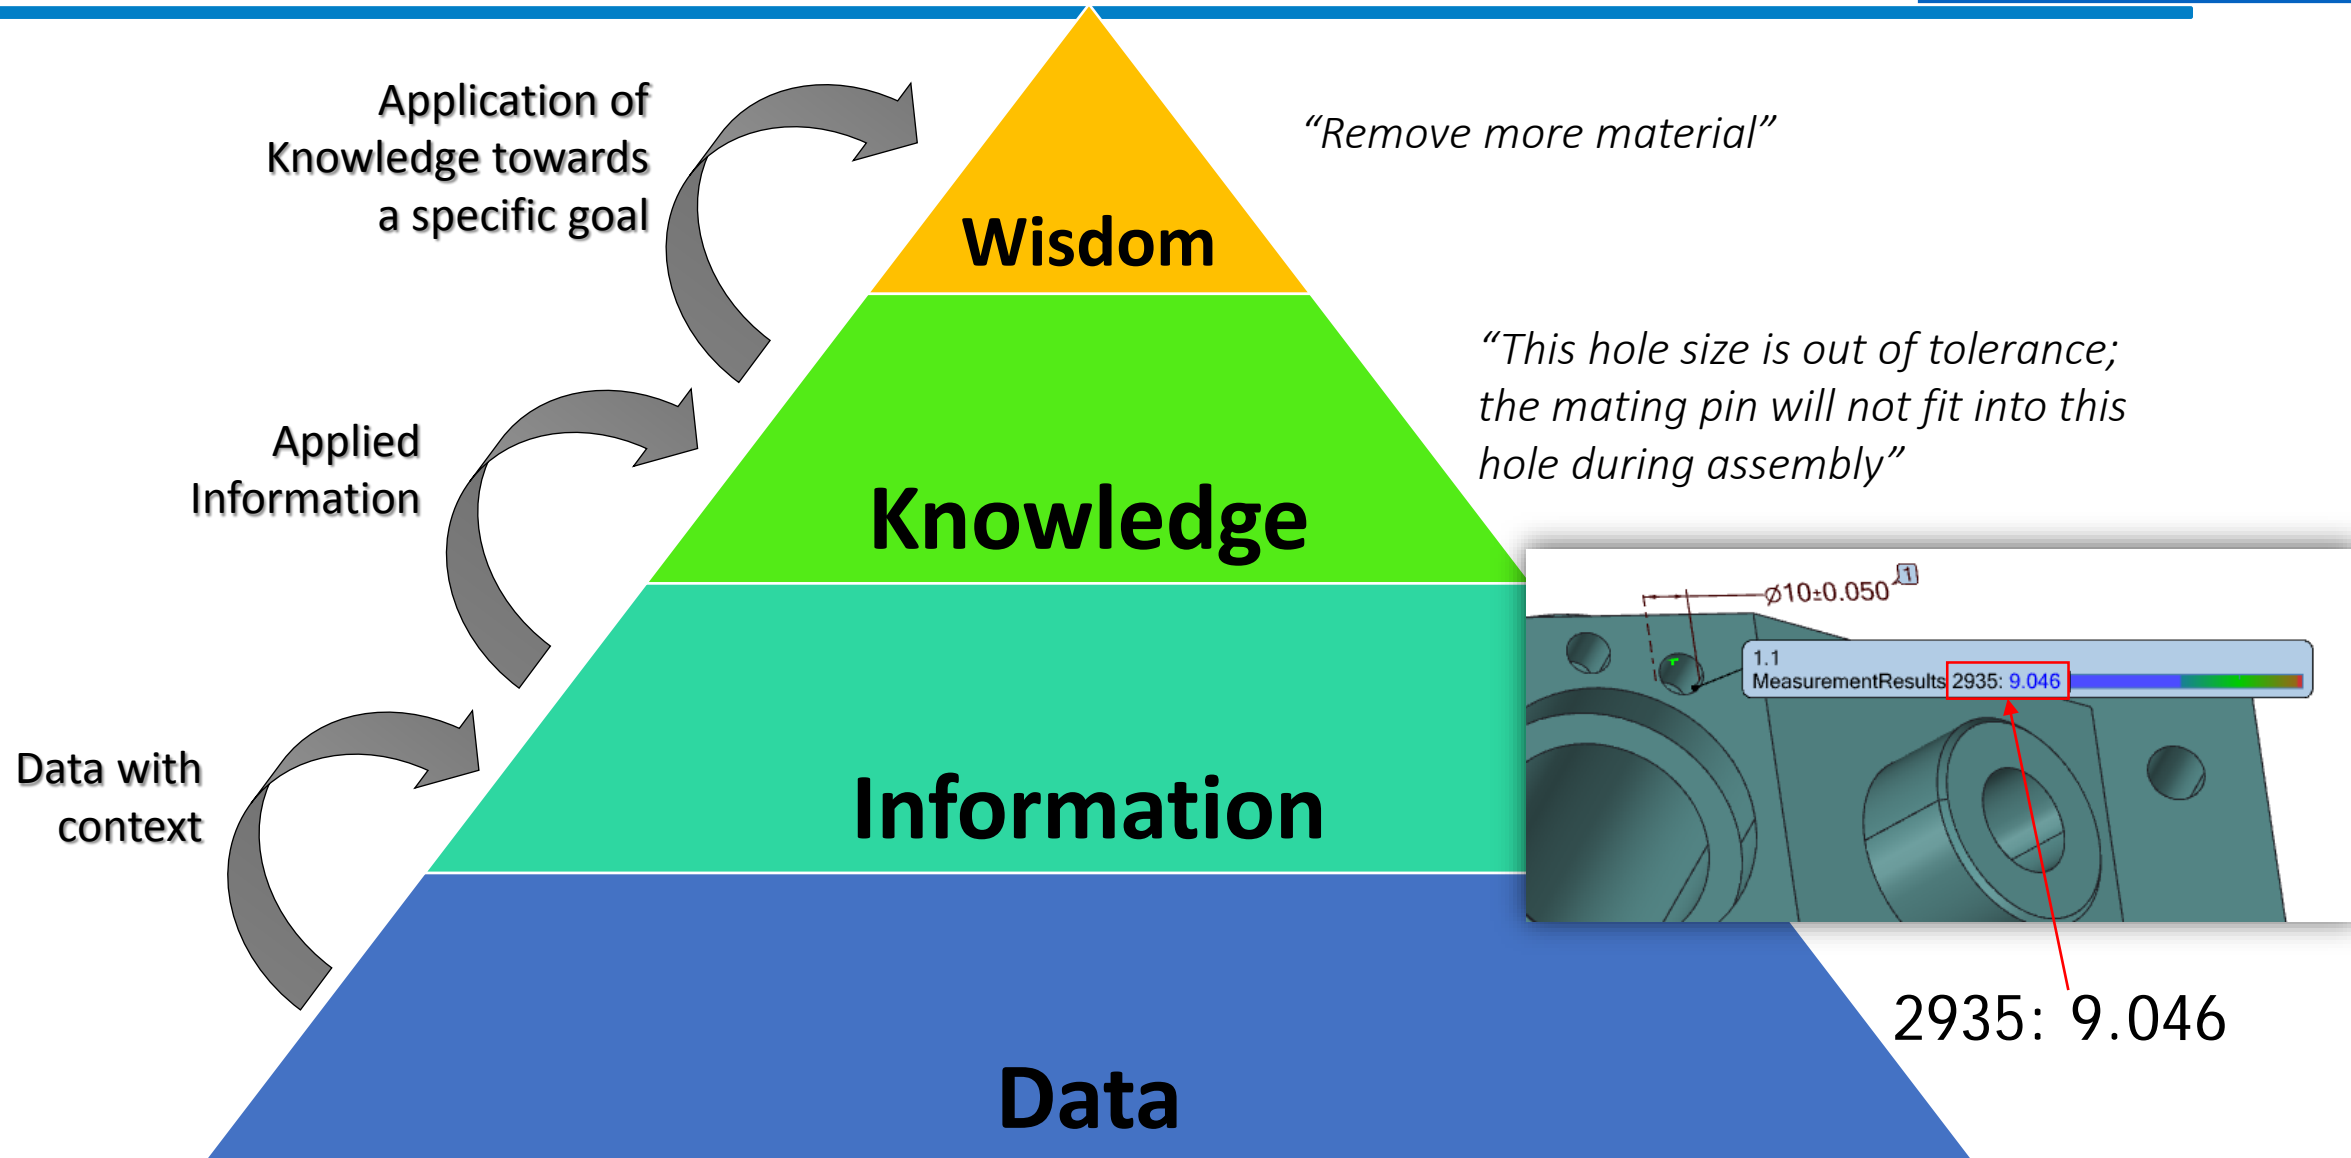 Application of
Knowledge towards
a specific goal
“Remove more material”
Wisdom
“This hole size is out of tolerance;
the mating pin will not fit into this
hole during assembly”
Applied
Information
Knowledge
⌀10±0.050
1
1.1
MeasurementResults 2935: 9.046
Data with
context
Information
2935: 9.046
Data